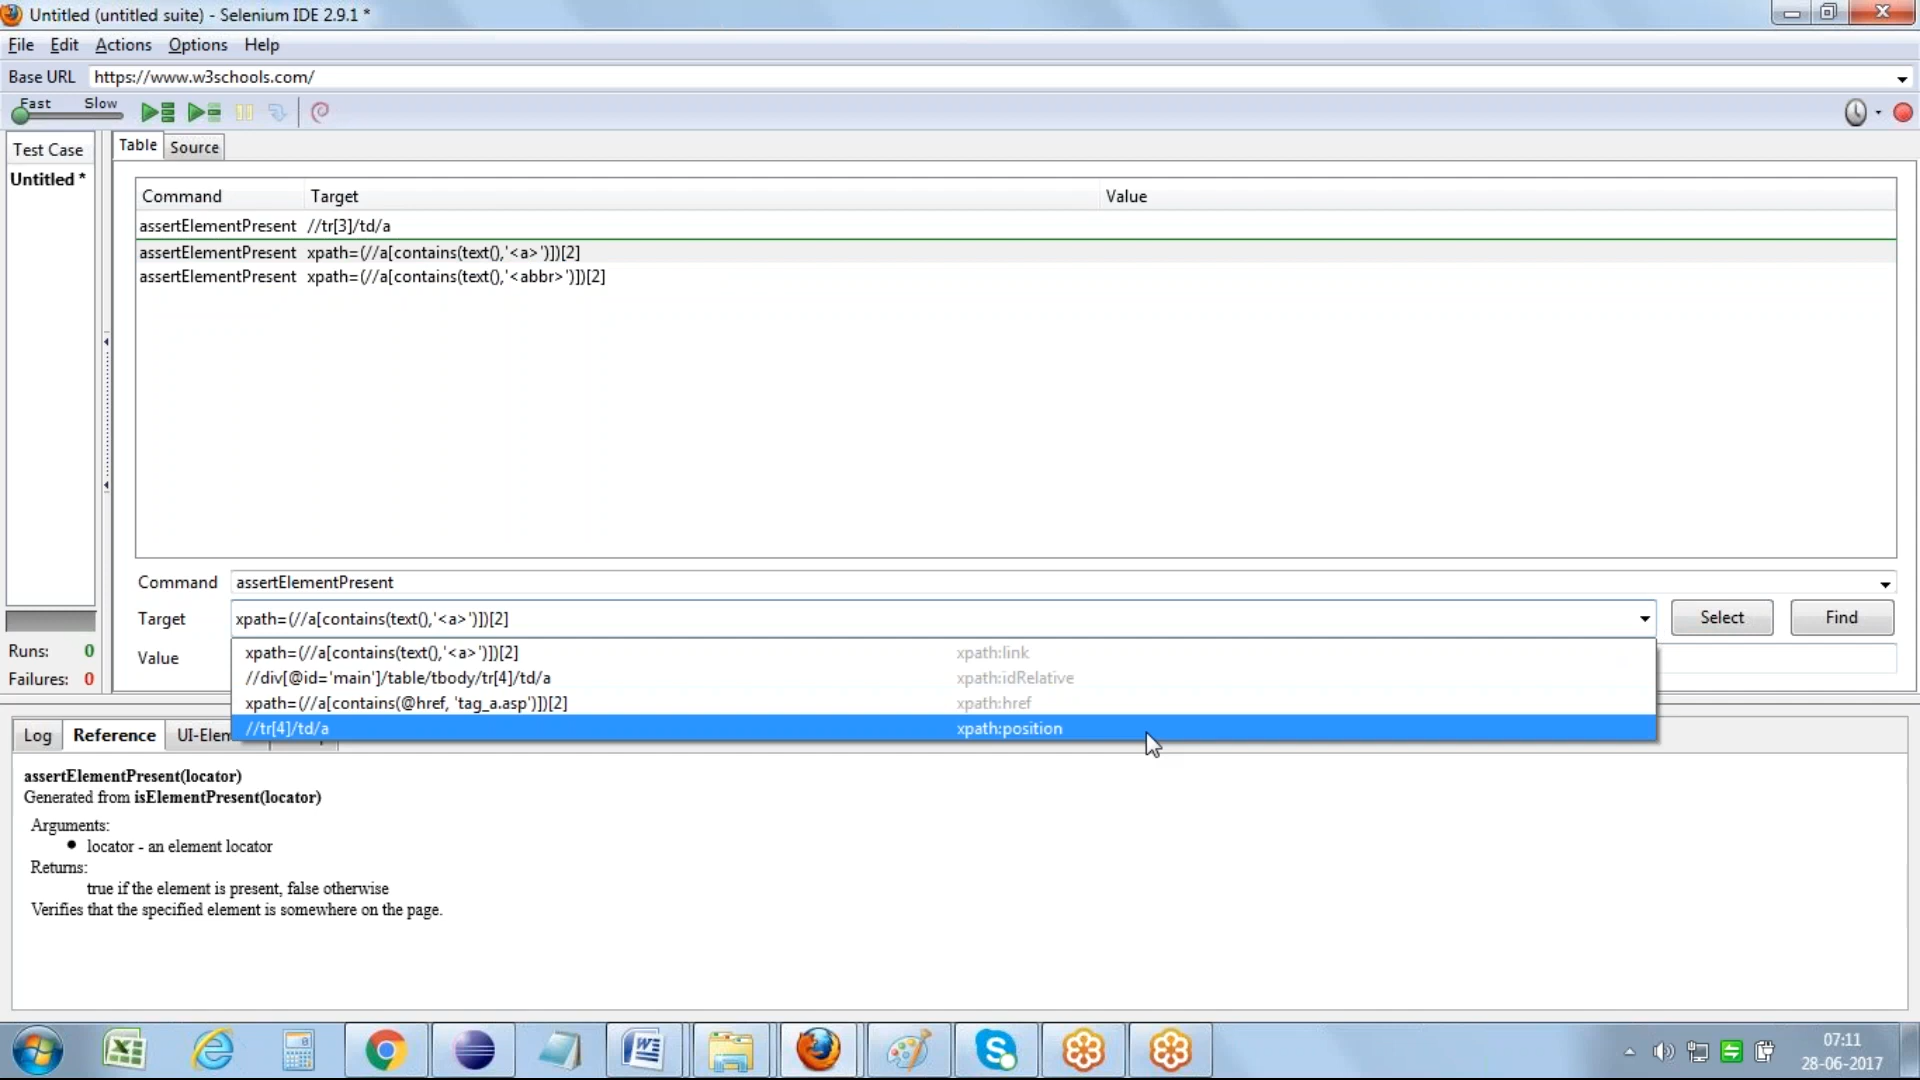 Untitled (untitled suite) - Selenium IDE 2.9.1 *
File Edit Actions Options Help
Base URL https://www.w3schools.com/
Fast Slow
Test Case
Untitled *
Table Source
Command Target Value
assertElementPresent //tr[3]/td/a
assertElementPresent xpath=(//a[contains(text(),'<a>')])[2]
assertElementPresent xpath=(//a[contains(text(),'<abbr>')])[2]
Command assertElementPresent
Target xpath=(//a[contains(text(),'<a>')])[2] Select Find
Value
xpath=(//a[contains(text(),'<a>')])[2] xpath:link
//div[@id='main']/table/tbody/tr[4]/td/a xpath:idRelative
xpath=(//a[contains(@href, 'tag_a.asp')])[2] xpath:href
//tr[4]/td/a xpath:position
Runs: 0
Failures: 0
Log Reference
assertElementPresent(locator)
Generated from isElementPresent(locator)
Arguments:
locator - an element locator
Returns:
true if the element is present, false otherwise
Verifies that the specified element is somewhere on the page.
07:11
28-06-2017